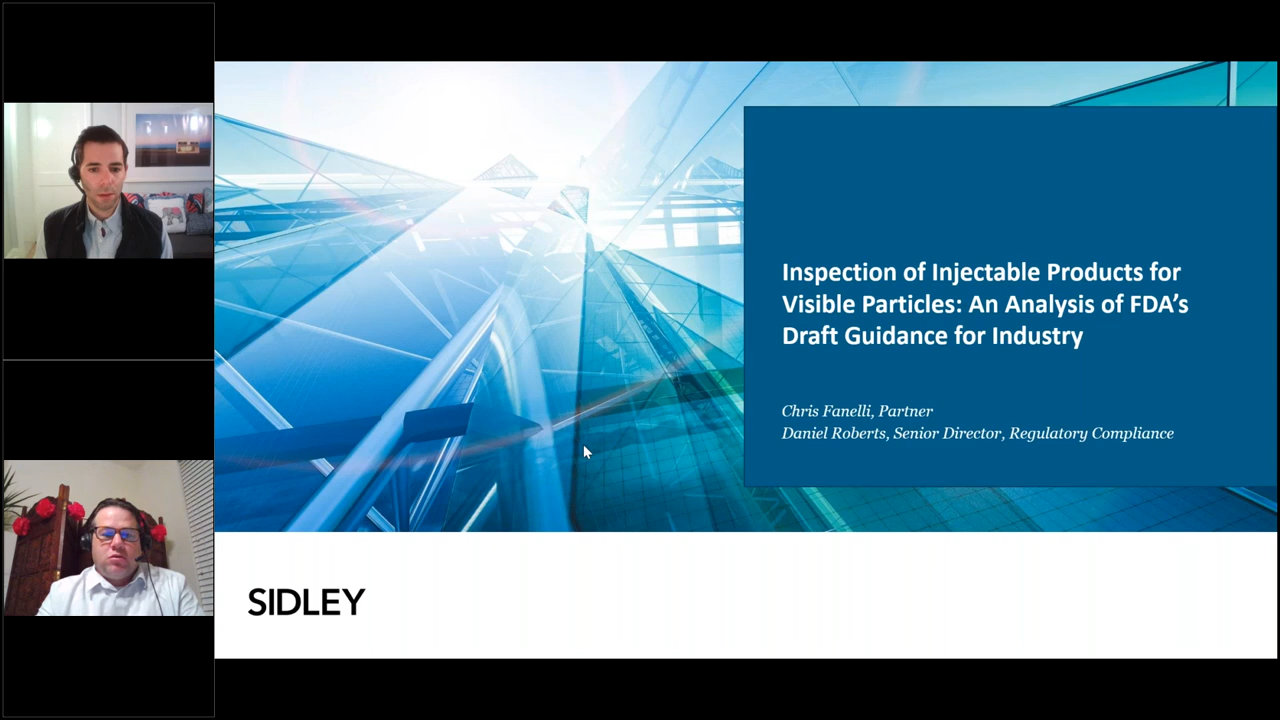 Inspection of Injectable Products for
Visible Particles: An Analysis of FDA's
Draft Guidance for Industry
Chris Fanelli, Partner
Daniel Roberts, Senior Director, Regulatory Compliance
SIDLEY